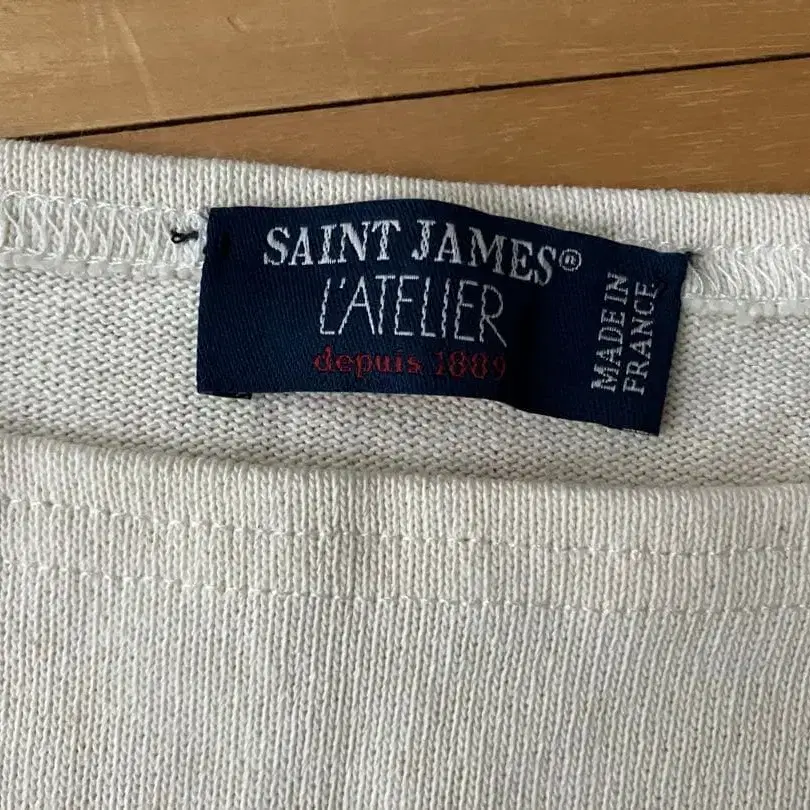 SAINT JAMES®
L'ATELIER
depuis 1889
MADE IN
FRANCE